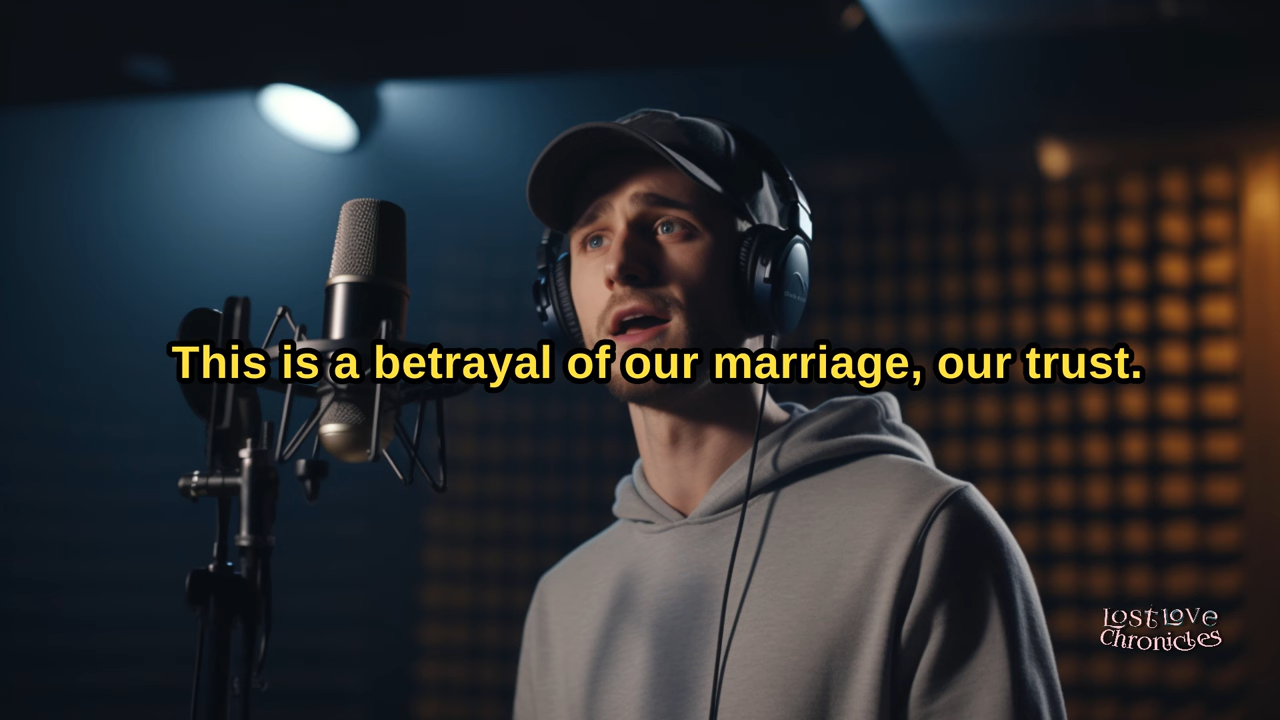 This is a betrayal of our marriage, our trust.
Lost Love
Chronicles